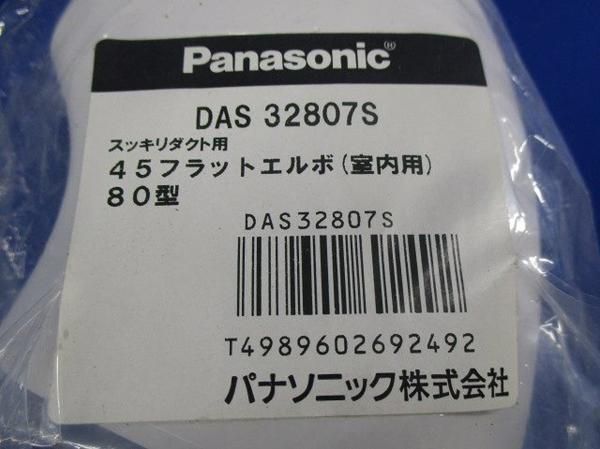 Panasonic®
DAS 32807S
スッキリダクト用
45フラットエルボ(室内用)
80型
DAS32807S
T4989602692492
パナソニック株式会社